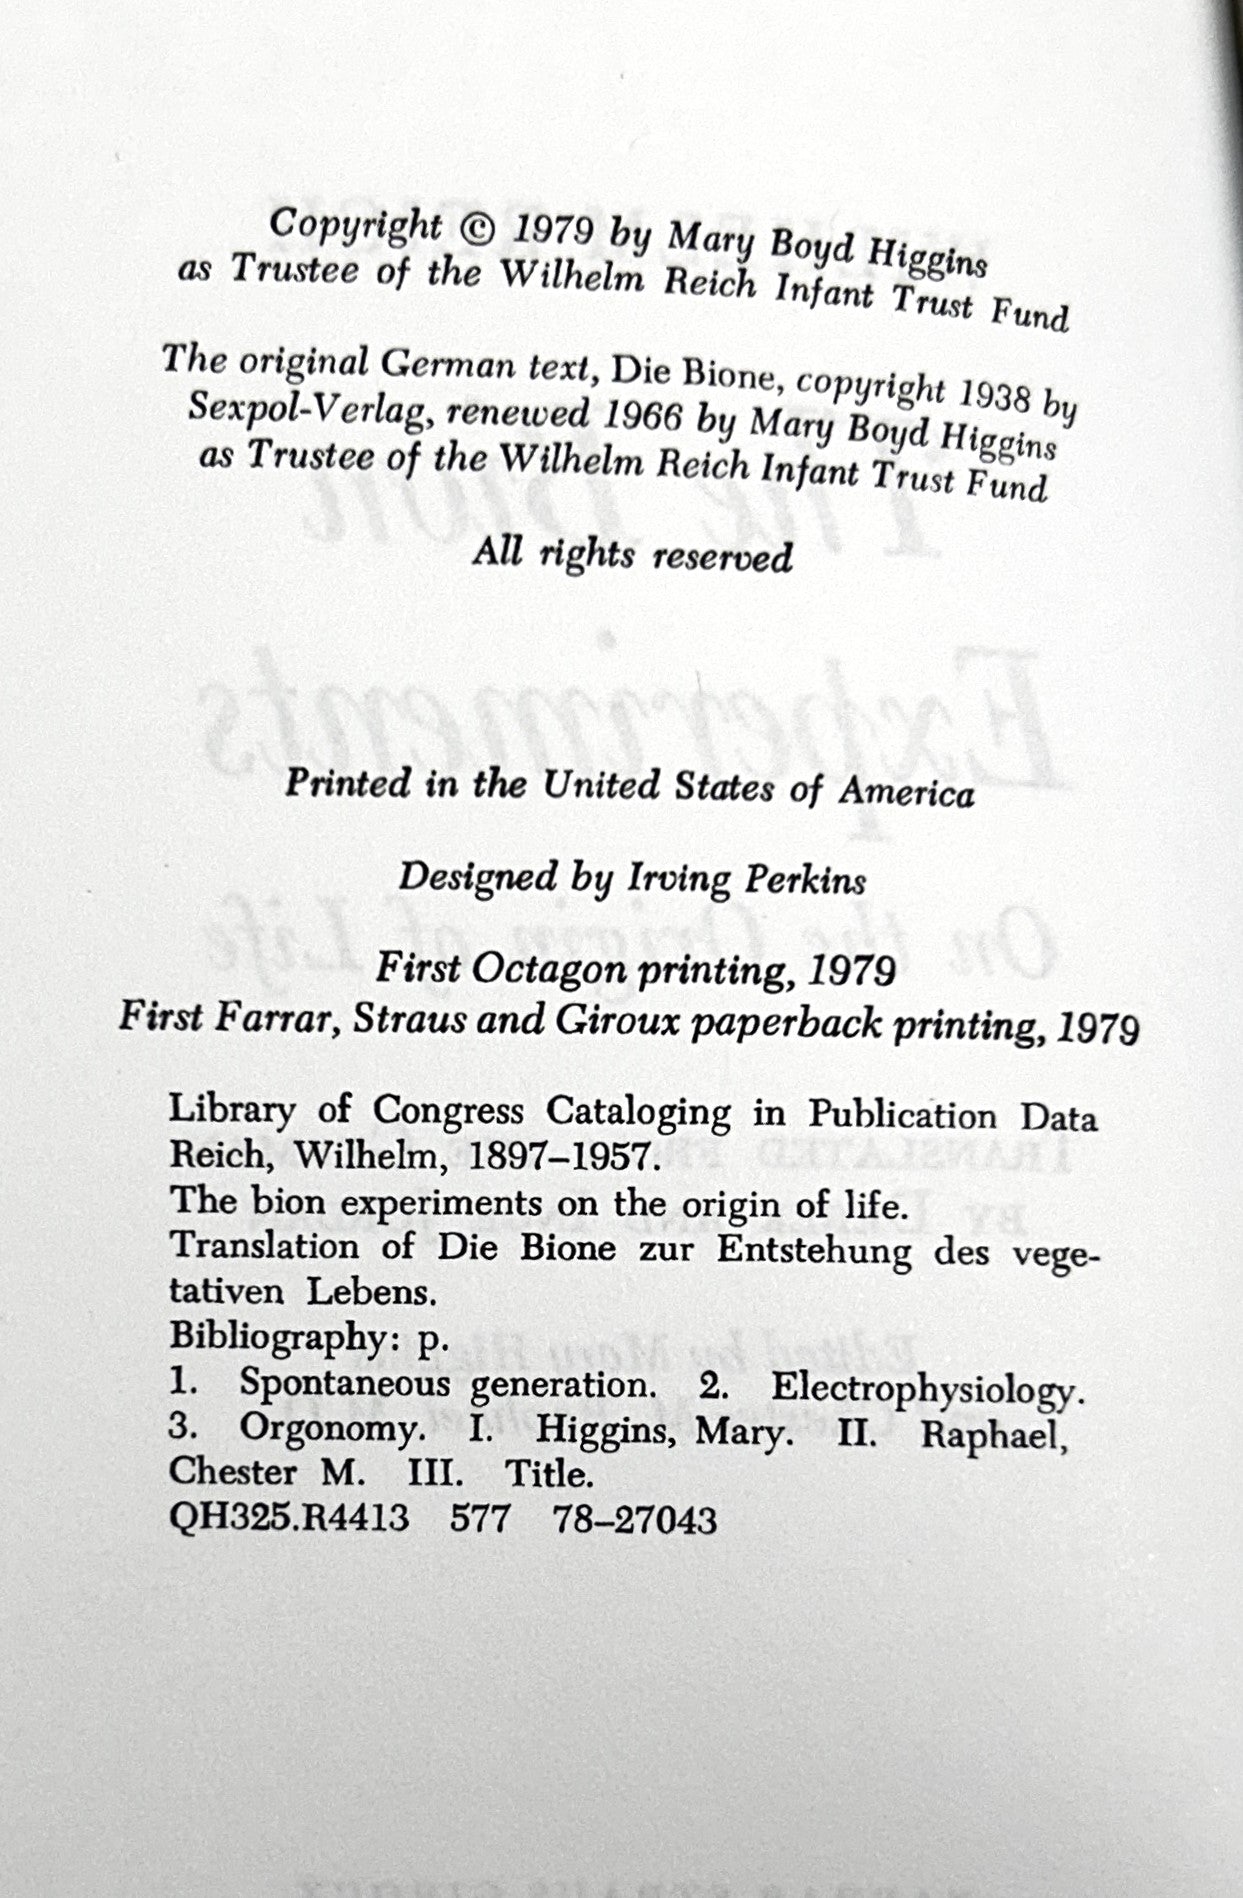 Copyright © 1979 by Mary Boyd Higgins
as Trustee of the Wilhelm Reich Infant Trust Fund
The original German text, Die Bione, copyright 1938 by
Sexpol-Verlag, renewed 1966 by Mary Boyd Higgins
as Trustee of the Wilhelm Reich Infant Trust Fund
All rights reserved
Printed in the United States of America
Designed by Irving Perkins
First Octagon printing, 1979
First Farrar, Straus and Giroux paperback printing, 1979
Library of Congress Cataloging in Publication Data
Reich, Wilhelm, 1897–1957.
The bion experiments on the origin of life.
Translation of Die Bione zur Entstehung des vege-
tativen Lebens.
Bibliography: p.
1. Spontaneous generation. 2. Electrophysiology.
3. Orgonomy. I. Higgins, Mary. II. Raphael,
Chester M. III. Title.
QH325.R4413 577 78–27043